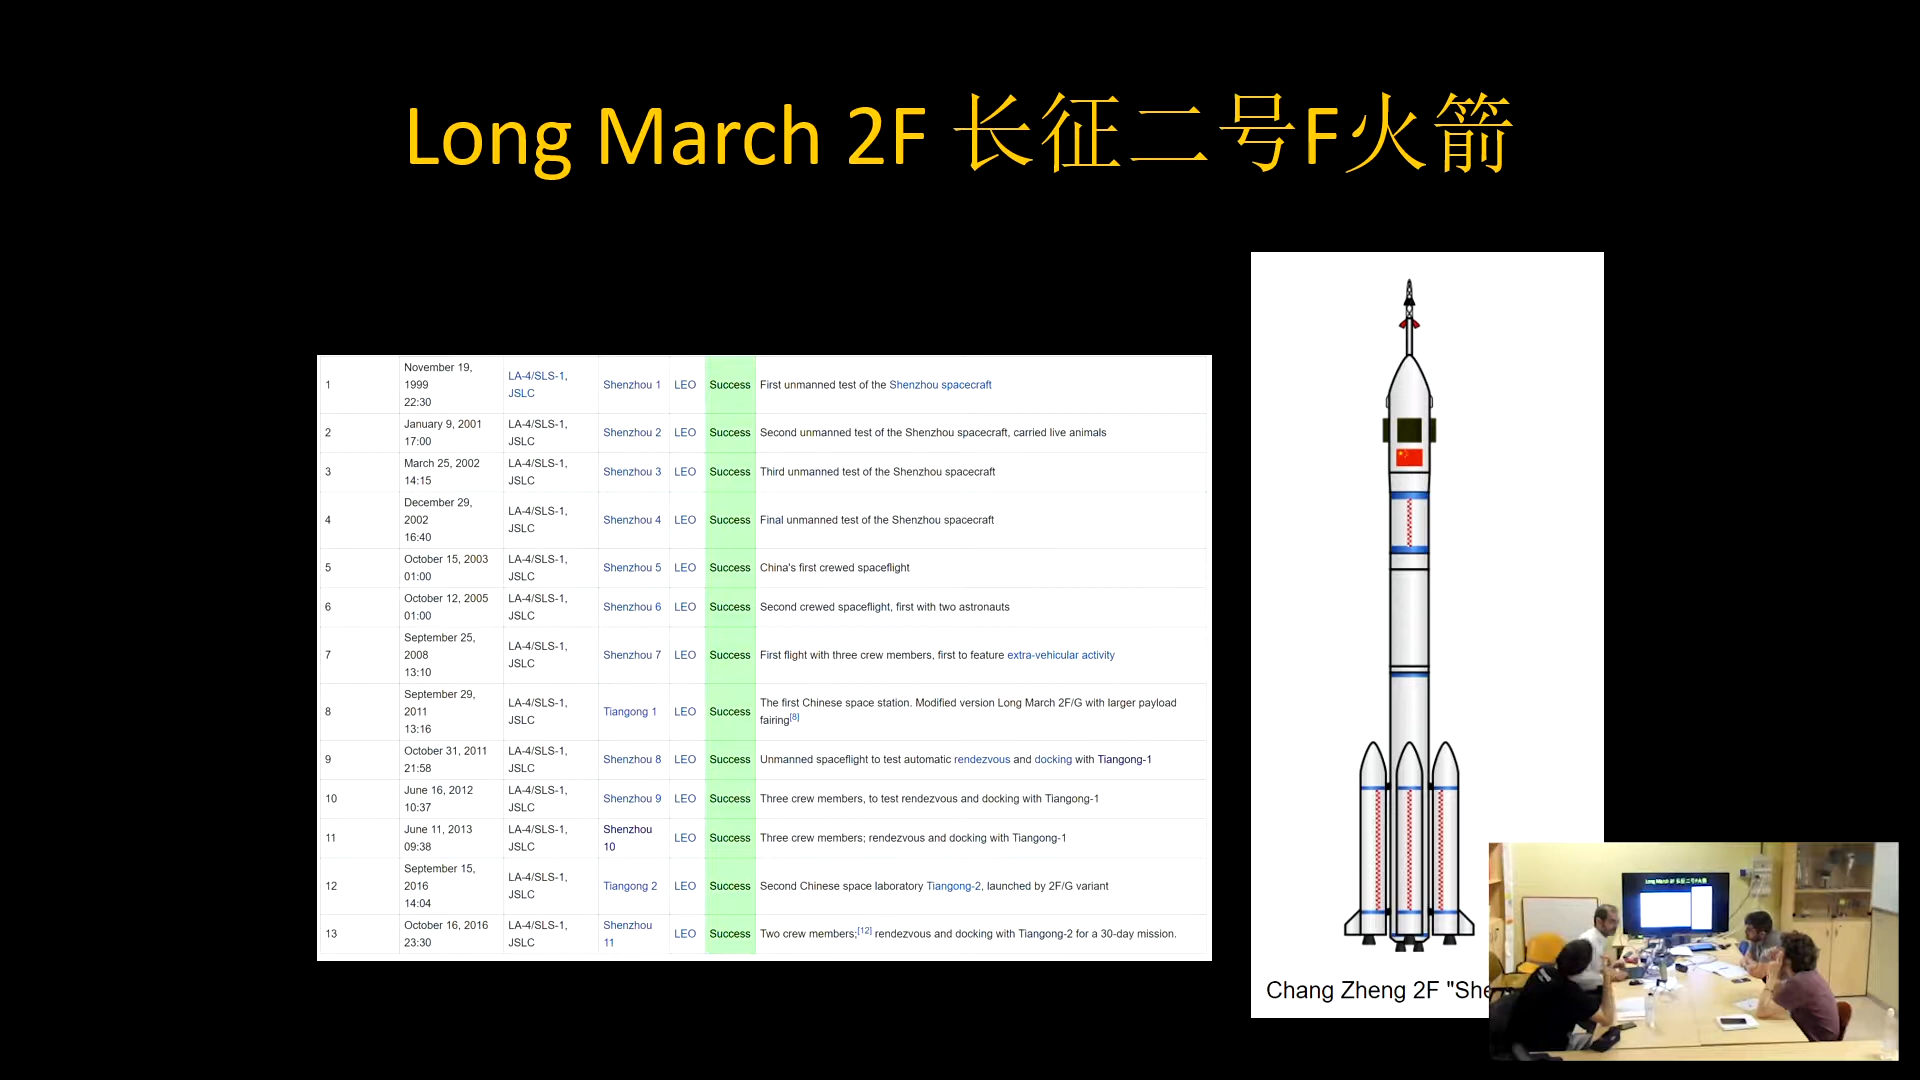 Long March 2F 长征二号F火箭
1 November 19, 1999 22:30 LA-4/SLS-1, JSLC Shenzhou 1 LEO Success First unmanned test of the Shenzhou spacecraft
2 January 9, 2001 17:00 LA-4/SLS-1, JSLC Shenzhou 2 LEO Success Second unmanned test of the Shenzhou spacecraft, carried live animals
3 March 25, 2002 14:15 LA-4/SLS-1, JSLC Shenzhou 3 LEO Success Third unmanned test of the Shenzhou spacecraft
4 December 29, 2002 16:40 LA-4/SLS-1, JSLC Shenzhou 4 LEO Success Final unmanned test of the Shenzhou spacecraft
5 October 15, 2003 01:00 LA-4/SLS-1, JSLC Shenzhou 5 LEO Success China's first crewed spaceflight
6 October 12, 2005 01:00 LA-4/SLS-1, JSLC Shenzhou 6 LEO Success Second crewed spaceflight, first with two astronauts
7 September 25, 2008 13:10 LA-4/SLS-1, JSLC Shenzhou 7 LEO Success First flight with three crew members, first to feature extra-vehicular activity
8 September 29, 2011 13:16 LA-4/SLS-1, JSLC Tiangong 1 LEO Success The first Chinese space station. Modified version Long March 2F/G with larger payload fairing[8]
9 October 31, 2011 21:58 LA-4/SLS-1, JSLC Shenzhou 8 LEO Success Unmanned spaceflight to test automatic rendezvous and docking with Tiangong-1
10 June 16, 2012 10:37 LA-4/SLS-1, JSLC Shenzhou 9 LEO Success Three crew members, to test rendezvous and docking with Tiangong-1
11 June 11, 2013 09:38 LA-4/SLS-1, JSLC Shenzhou 10 LEO Success Three crew members; rendezvous and docking with Tiangong-1
12 September 15, 2016 14:04 LA-4/SLS-1, JSLC Tiangong 2 LEO Success Second Chinese space laboratory Tiangong-2, launched by 2F/G variant
13 October 16, 2016 23:30 LA-4/SLS-1, JSLC Shenzhou 11 LEO Success Two crew members;[12] rendezvous and docking with Tiangong-2 for a 30-day mission.
Chang Zheng 2F "She
Long March 2F 长征二号F火箭